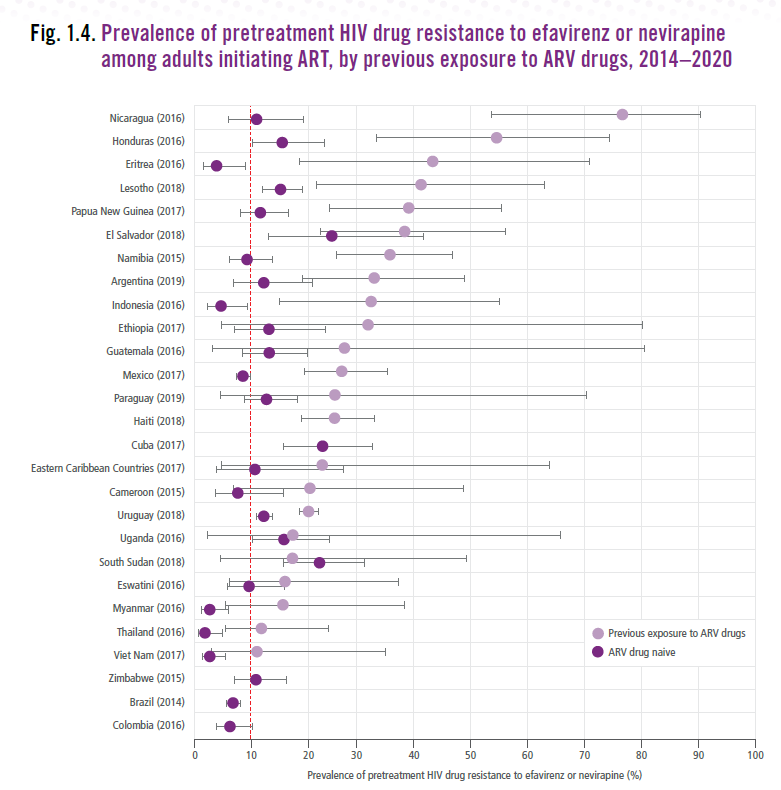 Fig. 1.4. Prevalence of pretreatment HIV drug resistance to efavirenz or nevirapine
among adults initiating ART, by previous exposure to ARV drugs, 2014–2020
Nicaragua (2016)
Honduras (2016)
Eritrea (2016)
Lesotho (2018)
Papua New Guinea (2017)
El Salvador (2018)
Namibia (2015)
Argentina (2019)
Indonesia (2016)
Ethiopia (2017)
Guatemala (2016)
Mexico (2017)
Paraguay (2019)
Haiti (2018)
Cuba (2017)
Eastern Caribbean Countries (2017)
Cameroon (2015)
Uruguay (2018)
Uganda (2016)
South Sudan (2018)
Eswatini (2016)
Myanmar (2016)
Thailand (2016)
Viet Nam (2017)
Zimbabwe (2015)
Brazil (2014)
Colombia (2016)
Previous exposure to ARV drugs
ARV drug naive
0 10 20 30 40 50 60 70 80 90 100
Prevalence of pretreatment HIV drug resistance to efavirenz or nevirapine (%)